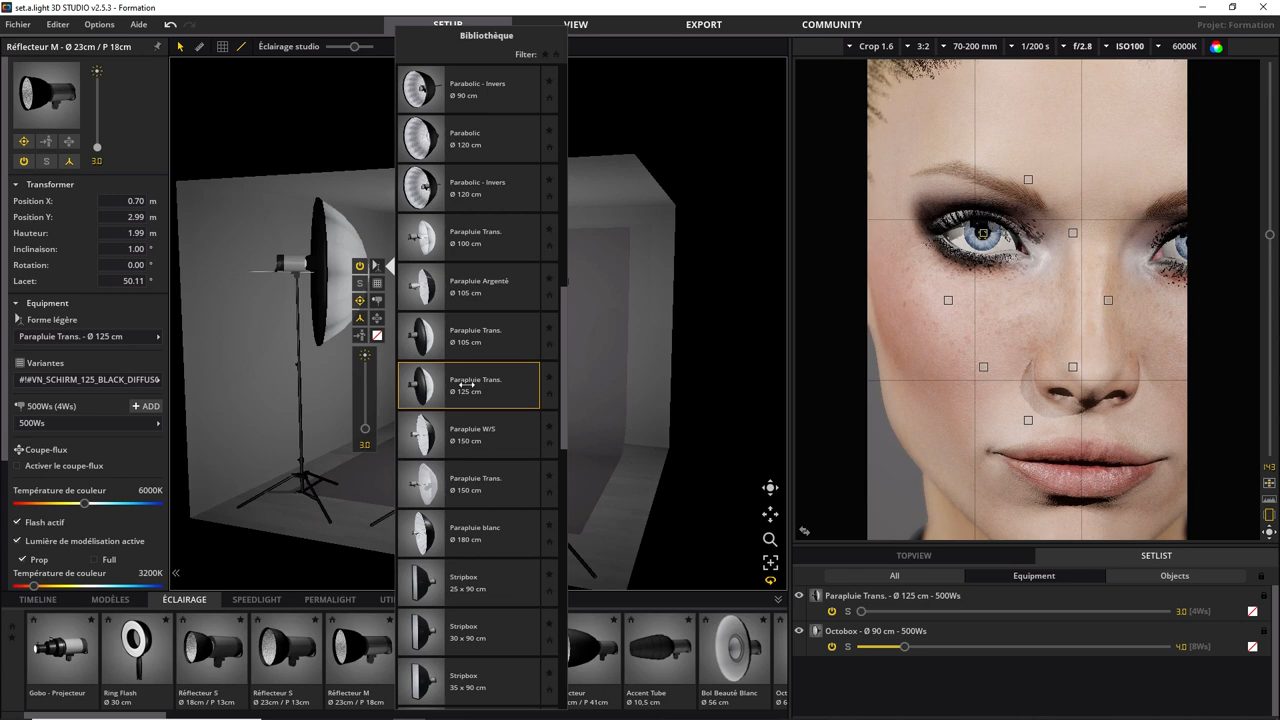 set.a.light 3D STUDIO v2.5.3 - Formation
Fichier Editer Options Aide
SETUP VIEW EXPORT COMMUNITY
Projet: Formation
Réflecteur M - Ø 23cm / P 18cm
Éclairage studio
3.0
Transformer
Position X: 0.70 m
Position Y: 2.99 m
Hauteur: 1.99 m
Inclinaison: 1.00 °
Rotation: 0.00 °
Lacet: 50.11 °
Equipment
Forme légère
Parapluie Trans. - Ø 125 cm
Variantes
#!#VN_SCHIRM_125_BLACK_DIFFUS
500Ws (4Ws) + ADD
500Ws
Coupe-flux
Activer le coupe-flux
Température de couleur 6000K
Flash actif
Lumière de modélisation active
Prop Full
Température de couleur 3200K
S
3.0
Bibliothèque
Filter:
Parabolic - Invers
Ø 90 cm
Parabolic
Ø 120 cm
Parabolic - Invers
Ø 120 cm
Parapluie Trans.
Ø 100 cm
Parapluie Argenté
Ø 105 cm
Parapluie Trans.
Ø 105 cm
Parapluie Trans.
Ø 125 cm
Parapluie W/S
Ø 150 cm
Parapluie Trans.
Ø 150 cm
Parapluie blanc
Ø 180 cm
Stripbox
25 x 90 cm
Stripbox
30 x 90 cm
Stripbox
35 x 90 cm
Crop 1.6 3:2 70-200 mm 1/200 s f/2.8 ISO100 6000K
143
TIMELINE MODÈLES ÉCLAIRAGE SPEEDLIGHT PERMALIGHT UTI
Gobo - Projecteur
Ring Flash
Ø 30 cm
Réflecteur S
Ø 18cm / P 13cm
Réflecteur S
Ø 23cm / P 13cm
Réflecteur M
Ø 23cm / P 18cm
cteur
m / P 41cm
Accent Tube
Ø 10,5 cm
Bol Beauté Blanc
Ø 56 cm
Oct
TOPVIEW SETLIST
All Equipment Objects
Parapluie Trans. - Ø 125 cm - 500Ws
S 3.0 [4Ws]
Octobox - Ø 90 cm - 500Ws
S 4.0 [8Ws]